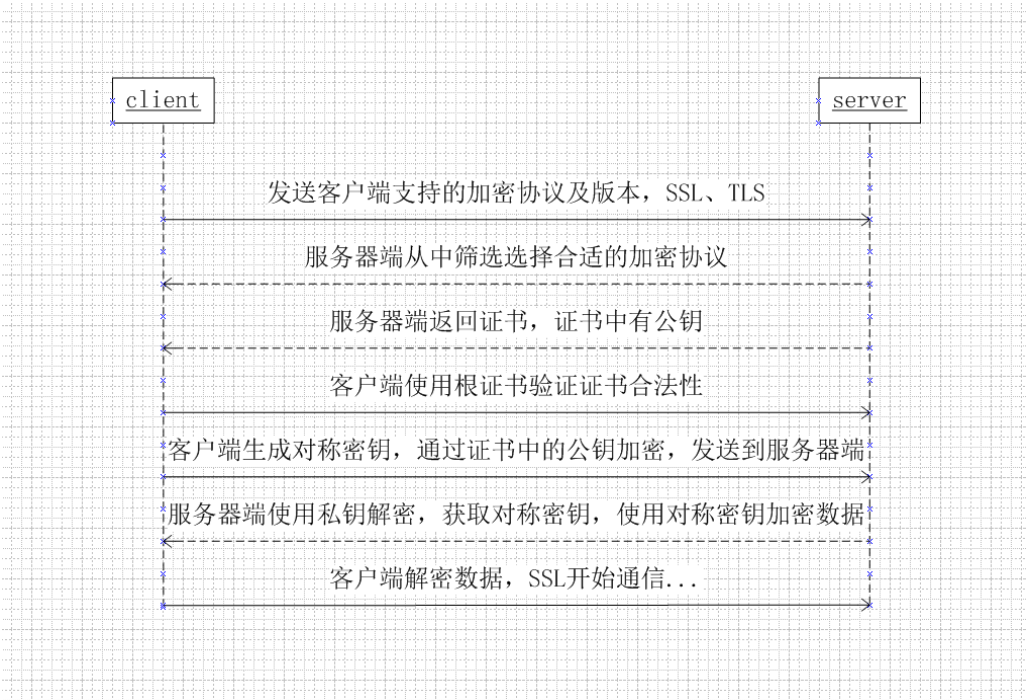 client
server
发送客户端支持的加密协议及版本，SSL、TLS
服务器端从中筛选选择合适的加密协议
服务器端返回证书，证书中有公钥
客户端使用根证书验证证书合法性
客户端生成对称密钥，通过证书中的公钥加密，发送到服务器端
服务器端使用私钥解密，获取对称密钥，使用对称密钥加密数据
客户端解密数据，SSL开始通信...